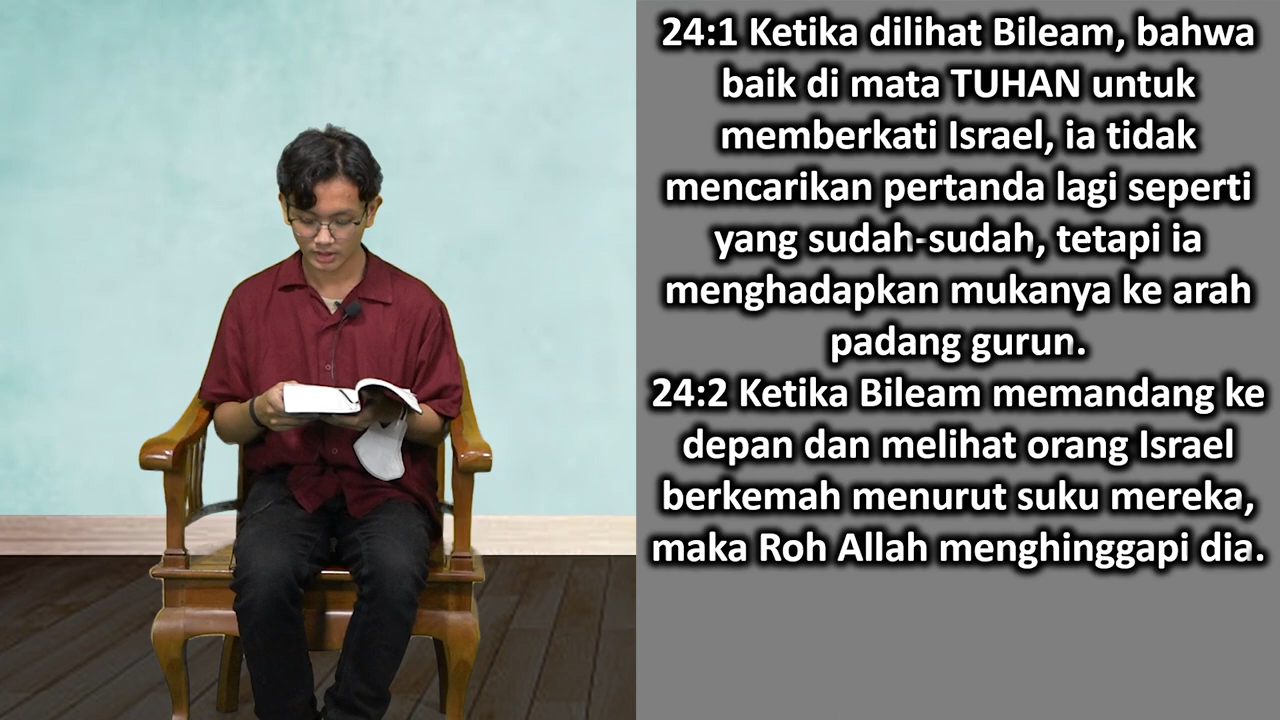 24:1 Ketika dilihat Bileam, bahwa
baik di mata TUHAN untuk
memberkati Israel, ia tidak
mencarikan pertanda lagi seperti
yang sudah-sudah, tetapi ia
menghadapkan mukanya ke arah
padang gurun.
24:2 Ketika Bileam memandang ke
depan dan melihat orang Israel
berkemah menurut suku mereka,
maka Roh Allah menghinggapi dia.